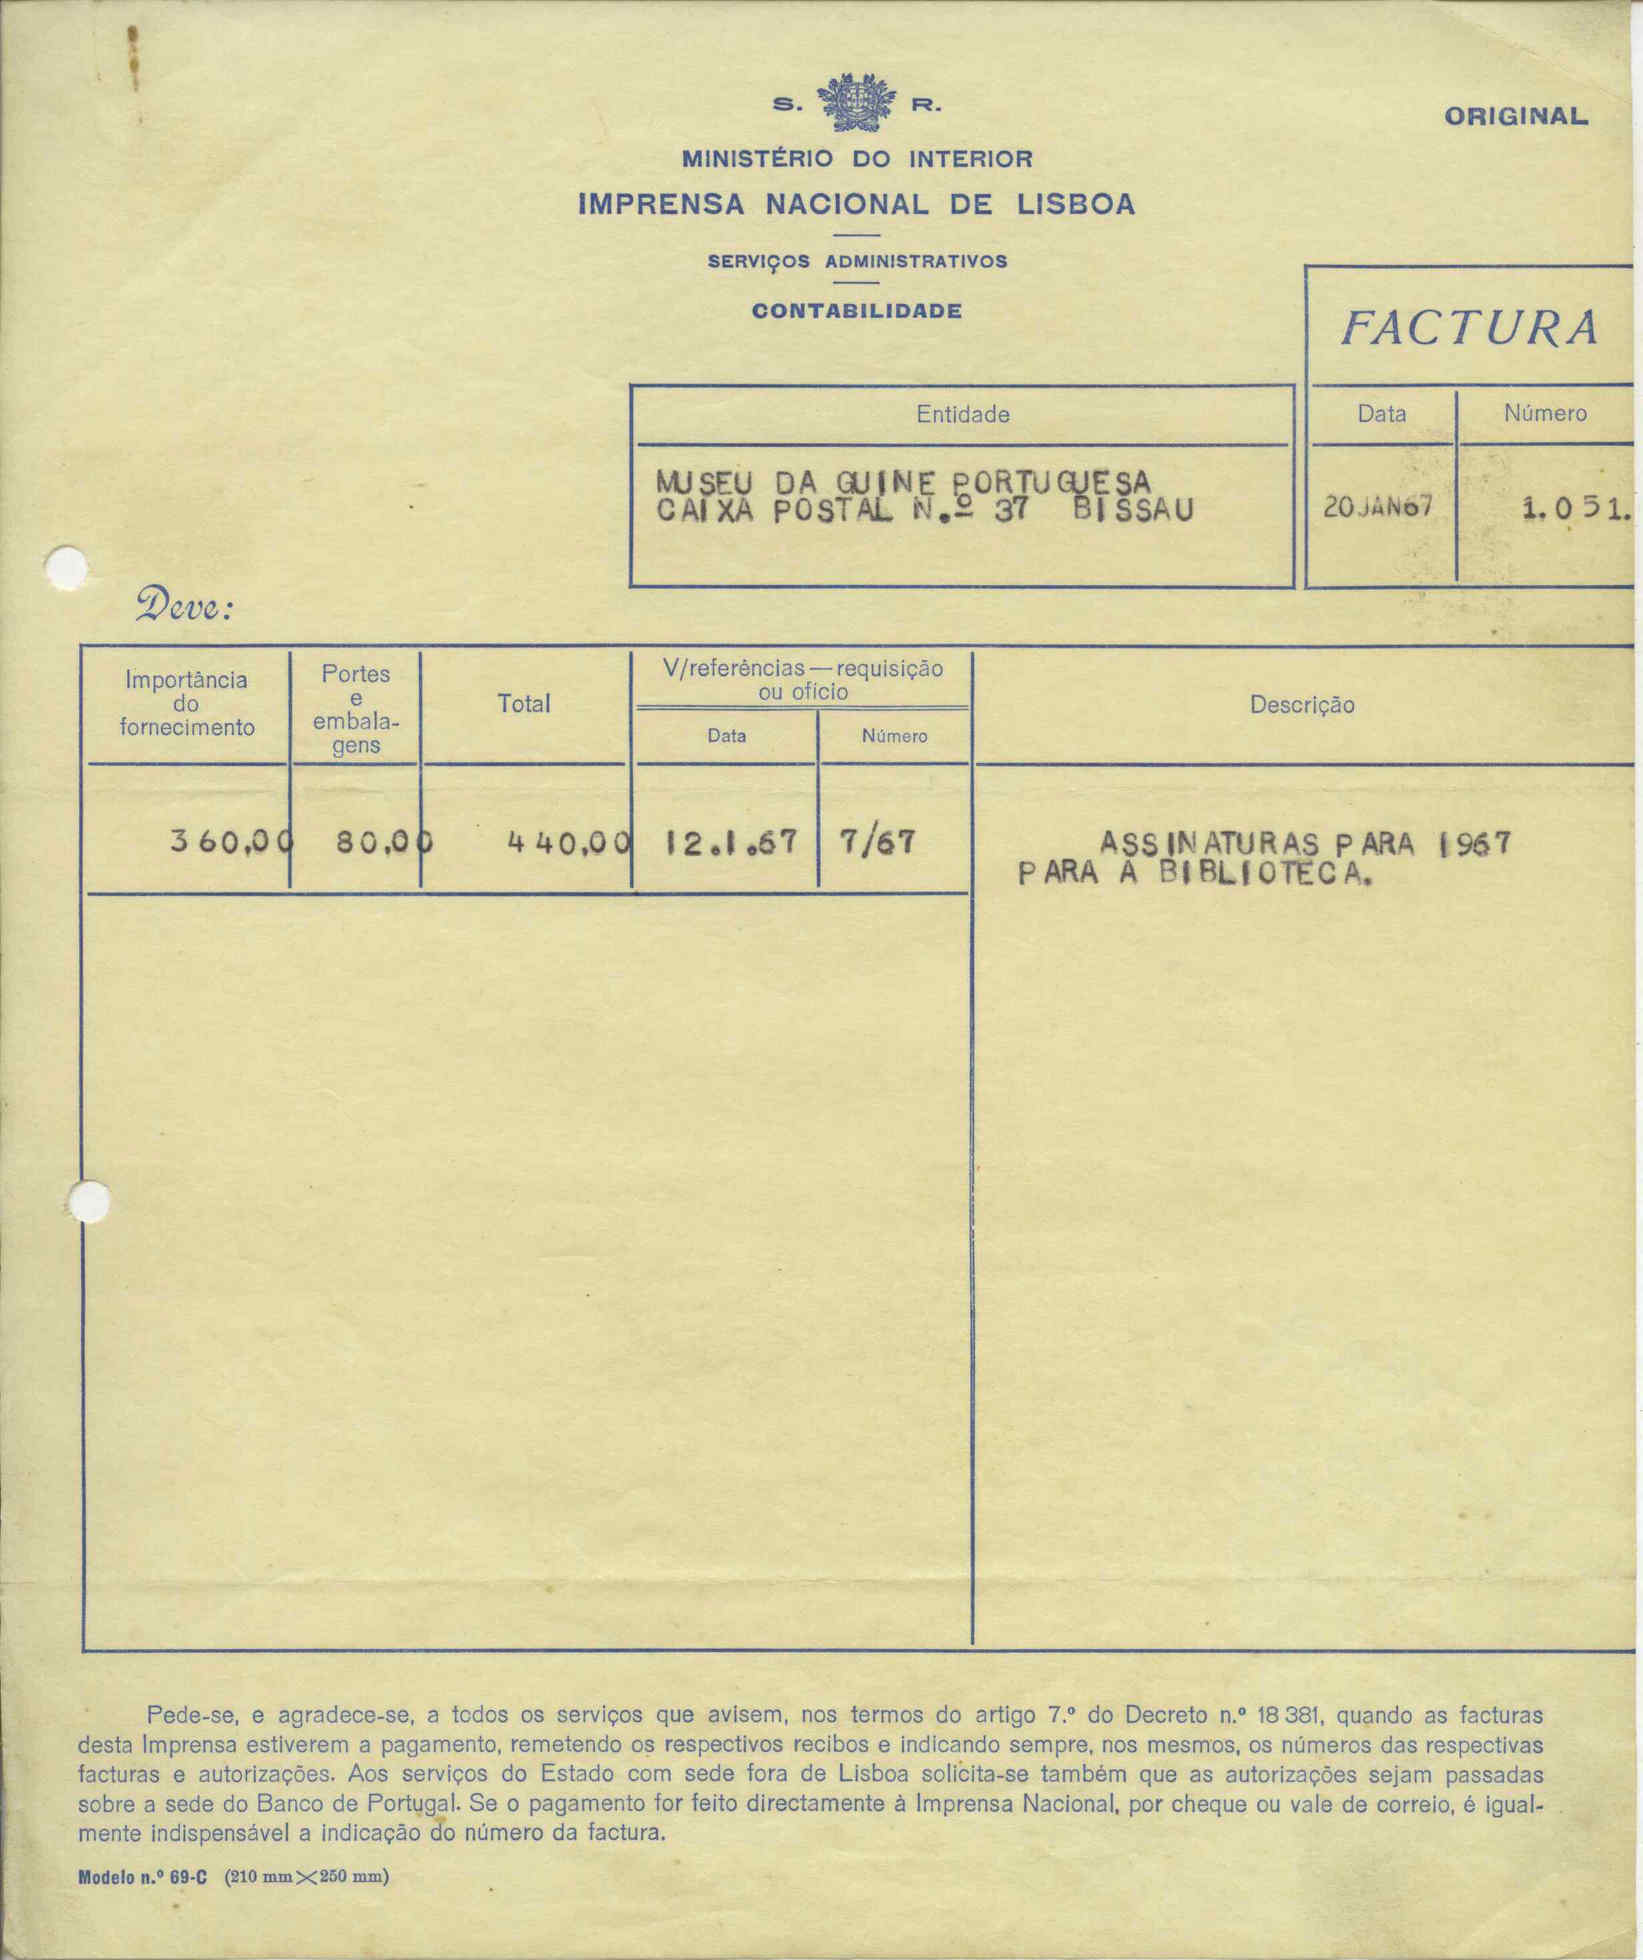 S. R.
ORIGINAL
MINISTÉRIO DO INTERIOR
IMPRENSA NACIONAL DE LISBOA
SERVIÇOS ADMINISTRATIVOS
CONTABILIDADE
FACTURA
Entidade
Data
Número
MUSEU DA GUINE PORTUGUESA
CAIXA POSTAL N.º 37 BISSAU
20JAN67
1.051.
Deve:
Importância
do
fornecimento
Portes
e
embala-
gens
Total
V/referências — requisição
ou ofício
Data
Número
Descrição
360,00
80,00
440,00
12.1.67
7/67
ASSINATURAS PARA 1967
PARA A BIBLIOTECA.
Pede-se, e agradece-se, a todos os serviços que avisem, nos termos do artigo 7.º do Decreto n.º 18 381, quando as facturas
desta Imprensa estiverem a pagamento, remetendo os respectivos recibos e indicando sempre, nos mesmos, os números das respectivas
facturas e autorizações. Aos serviços do Estado com sede fora de Lisboa solicita-se também que as autorizações sejam passadas
sobre a sede do Banco de Portugal. Se o pagamento for feito directamente à Imprensa Nacional, por cheque ou vale de correio, é igual-
mente indispensável a indicação do número da factura.
Modelo n.º 69-C (210 mm×250 mm)